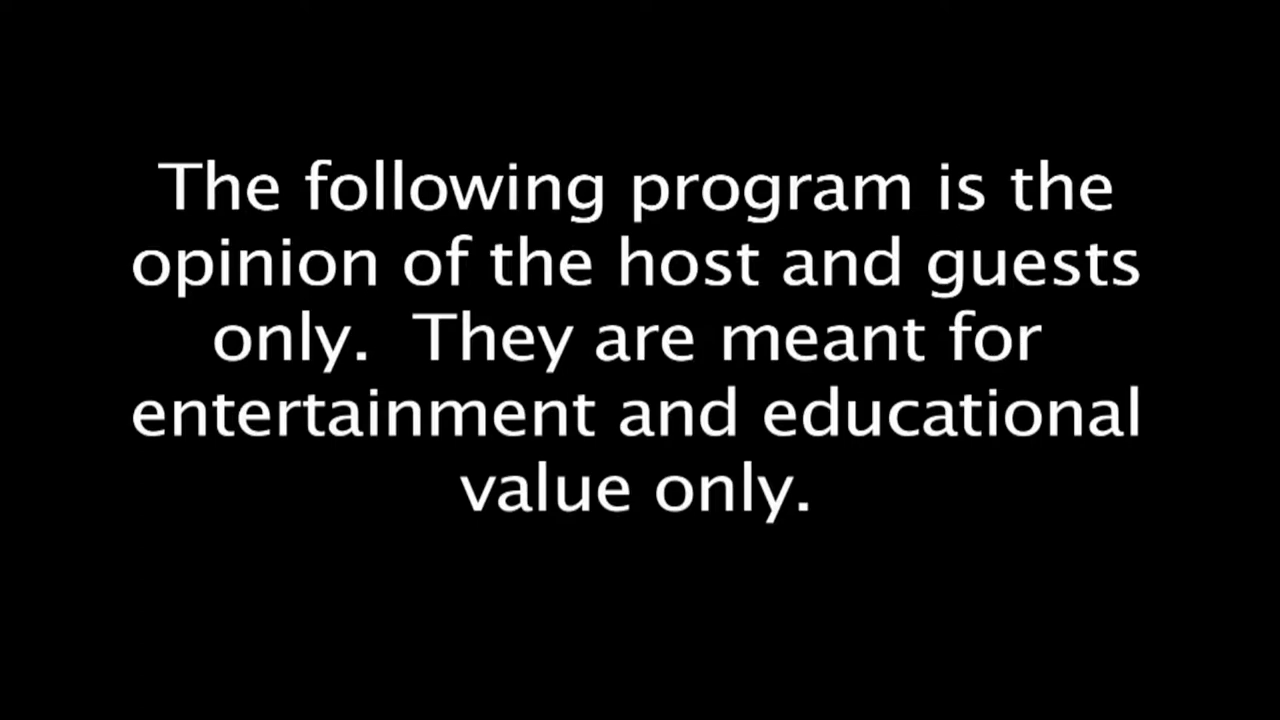 The following program is the
opinion of the host and guests
only.  They are meant for
entertainment and educational
value only.